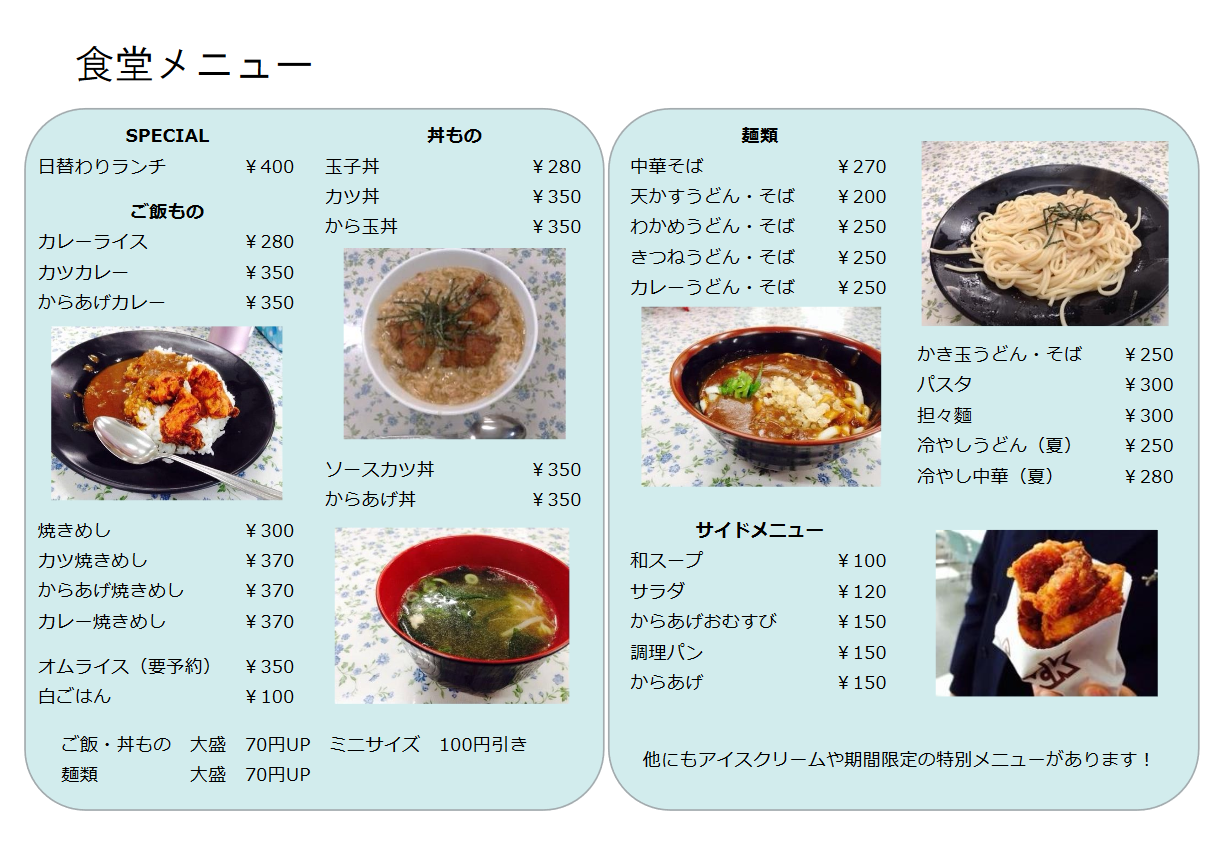 食堂メニュー
SPECIAL
日替わりランチ ￥400
ご飯もの
カレーライス ￥280
カツカレー ￥350
からあげカレー ￥350
焼きめし ￥300
カツ焼きめし ￥370
からあげ焼きめし ￥370
カレー焼きめし ￥370
オムライス（要予約） ￥350
白ごはん ￥100
丼もの
玉子丼 ￥280
カツ丼 ￥350
から玉丼 ￥350
ソースカツ丼 ￥350
からあげ丼 ￥350
ご飯・丼もの 大盛 70円UP ミニサイズ 100円引き
麺類 大盛 70円UP
麺類
中華そば ￥270
天かすうどん・そば ￥200
わかめうどん・そば ￥250
きつねうどん・そば ￥250
カレーうどん・そば ￥250
かき玉うどん・そば ￥250
パスタ ￥300
担々麺 ￥300
冷やしうどん（夏） ￥250
冷やし中華（夏） ￥280
サイドメニュー
和スープ ￥100
サラダ ￥120
からあげおむすび ￥150
調理パン ￥150
からあげ ￥150
他にもアイスクリームや期間限定の特別メニューがあります！